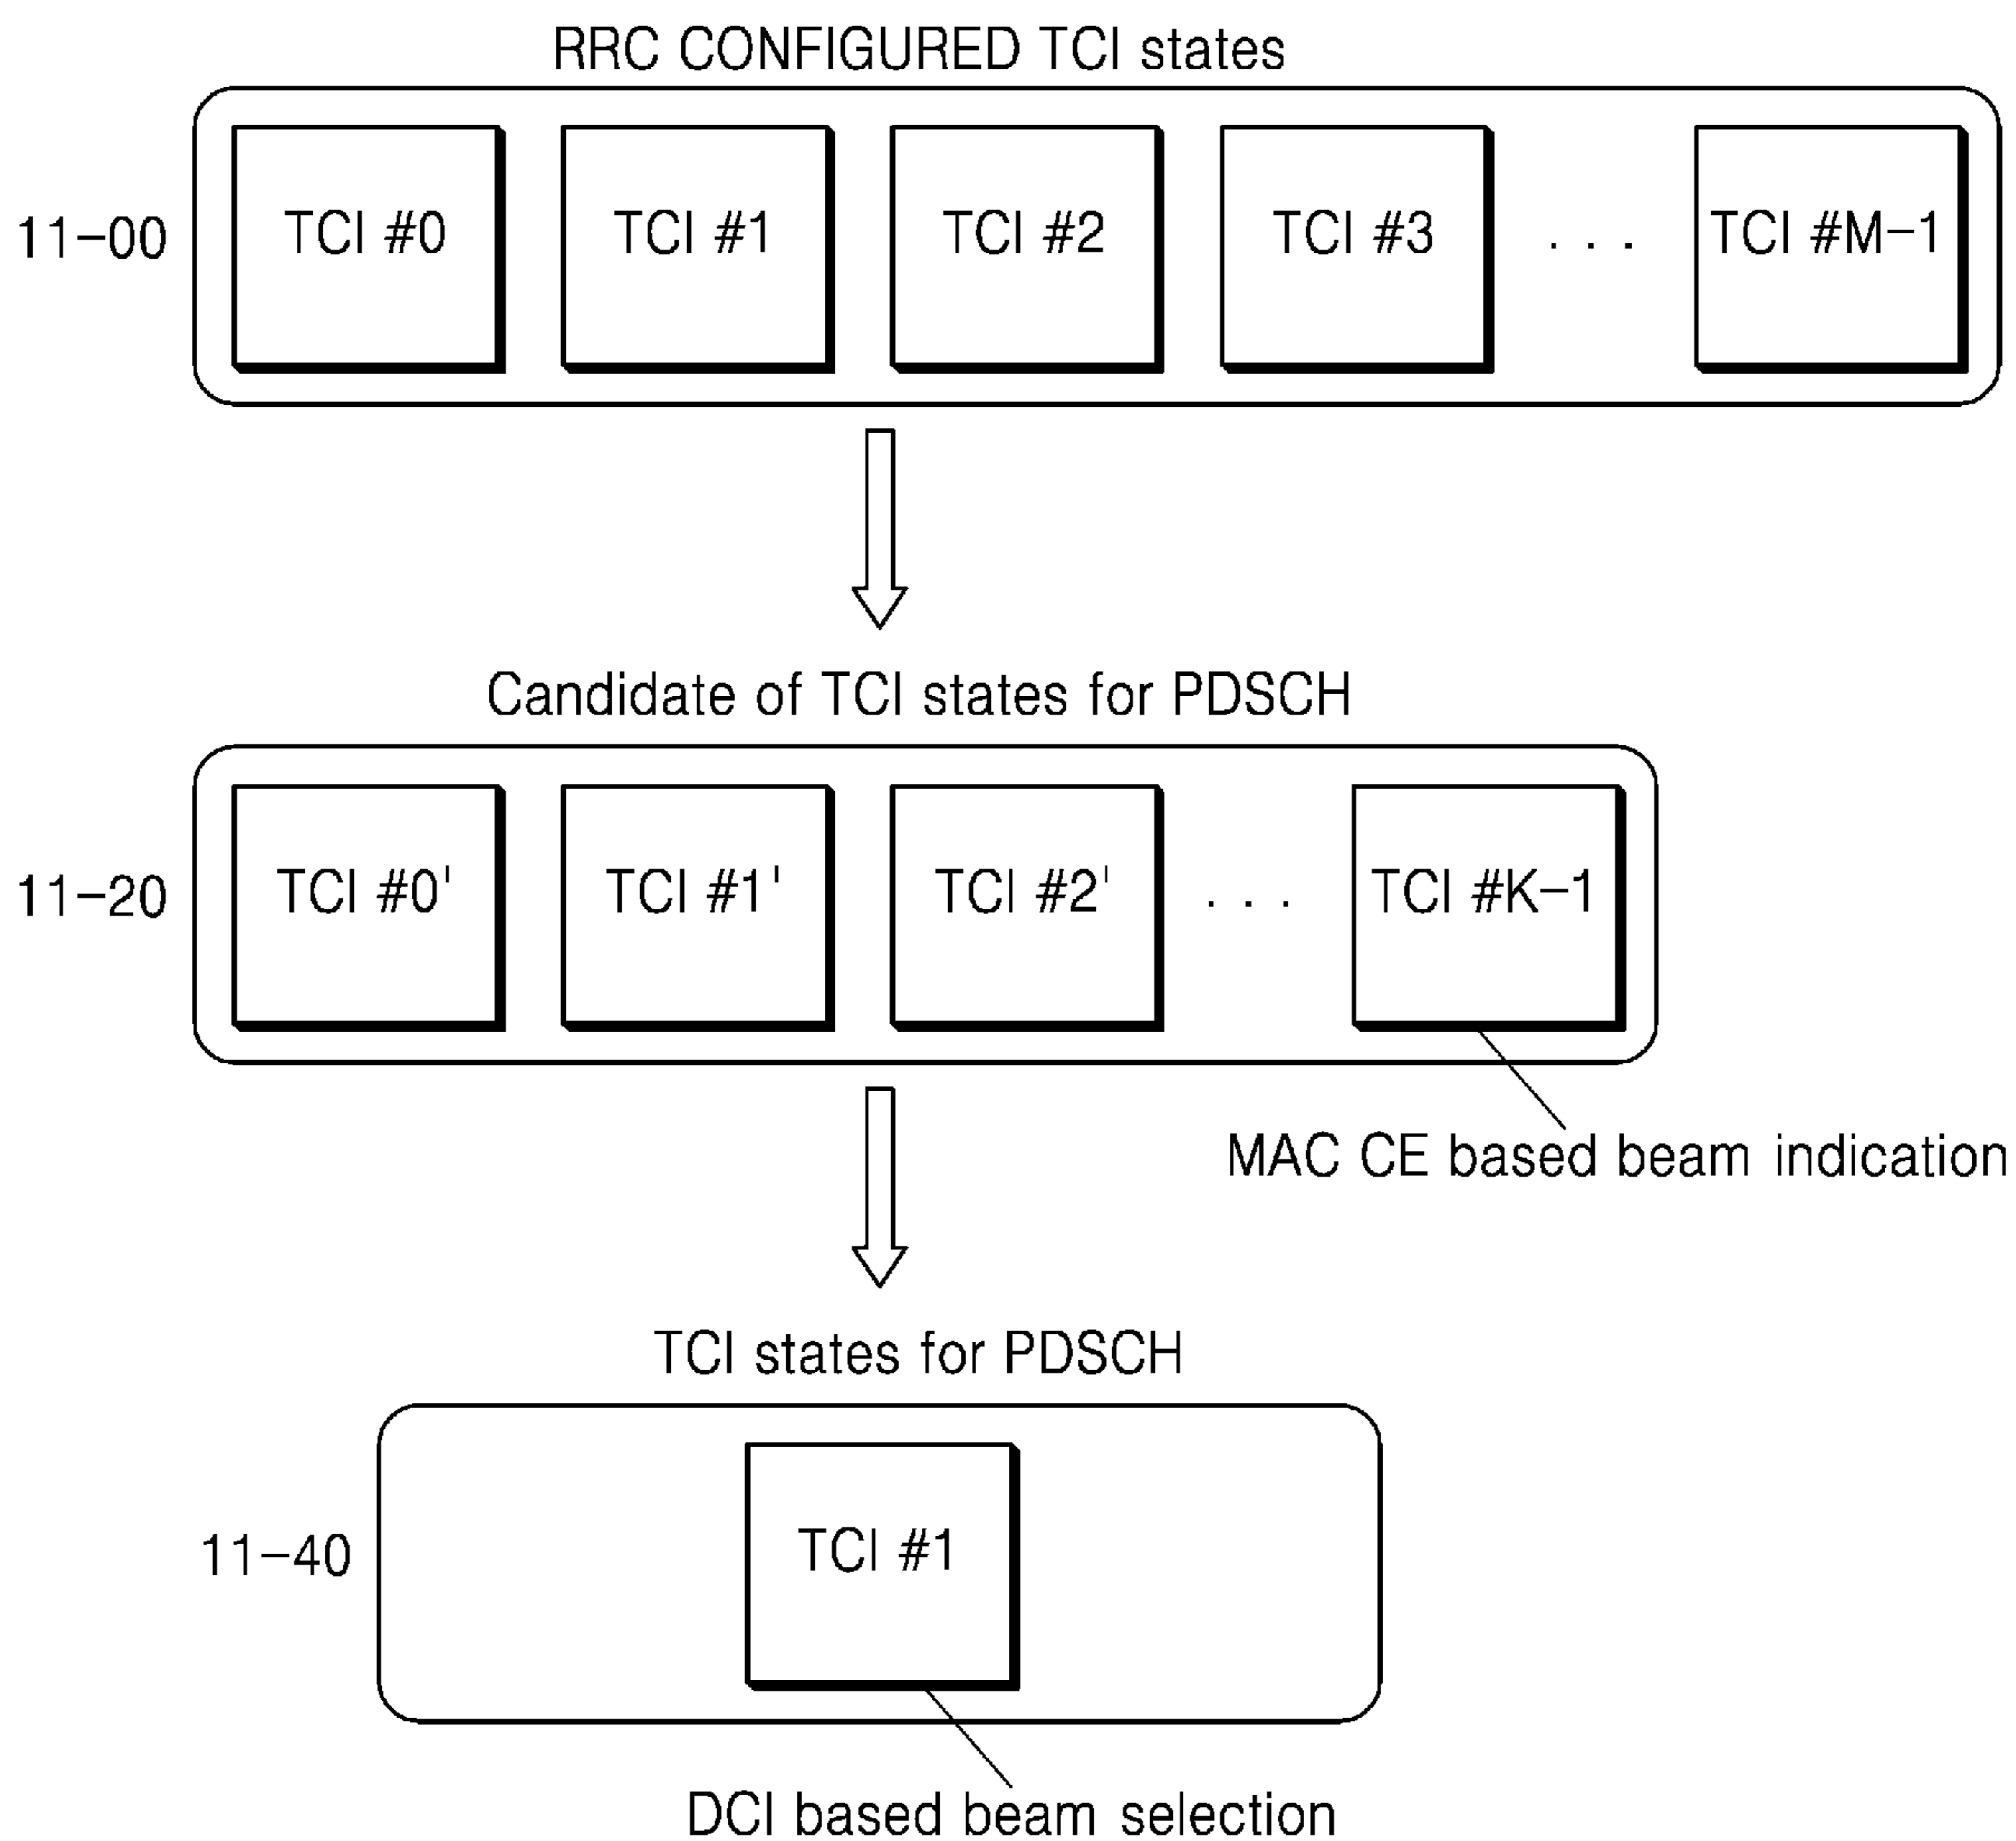 RRC CONFIGURED TCI states
11-00
TCI #0 TCI #1 TCI #2 TCI #3 . . . TCI #M-1
Candidate of TCI states for PDSCH
11-20
TCI #0' TCI #1' TCI #2' . . . TCI #K-1
MAC CE based beam indication
TCI states for PDSCH
11-40
TCI #1
DCI based beam selection